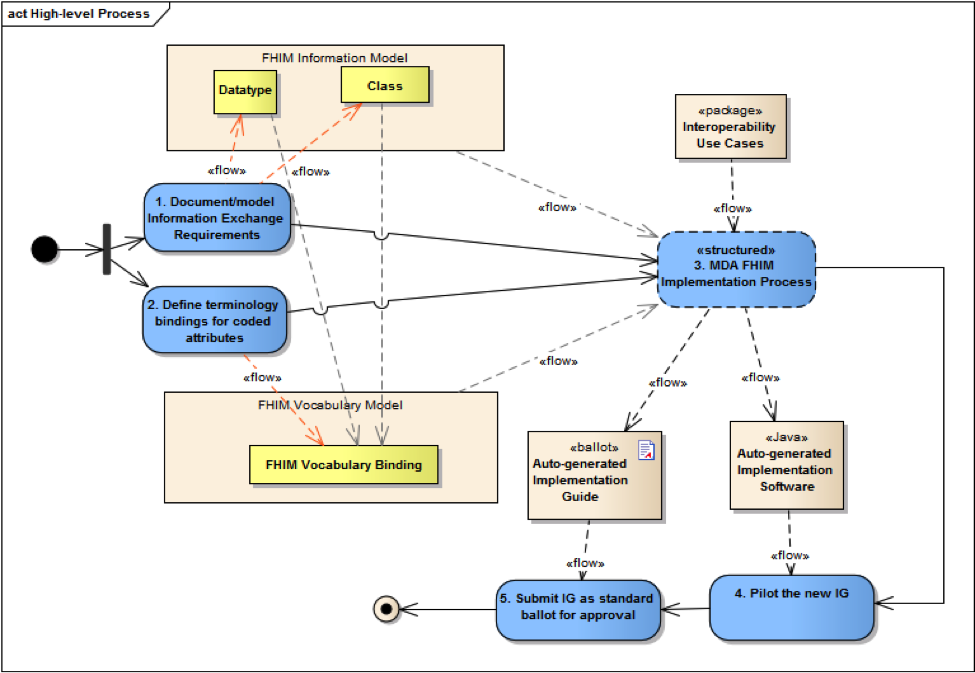 act High-level Process
FHIM Information Model
Datatype
Class
«package»
Interoperability
Use Cases
«flow»
«flow»
«flow»
«flow»
1. Document/model
Information Exchange
Requirements
«structured»
3. MDA FHIM
Implementation Process
2. Define terminology
bindings for coded
attributes
«flow»
«flow»
«flow»
«flow»
FHIM Vocabulary Model
FHIM Vocabulary Binding
«ballot»
Auto-generated
Implementation
Guide
«Java»
Auto-generated
Implementation
Software
«flow»
«flow»
5. Submit IG as standard
ballot for approval
4. Pilot the new IG